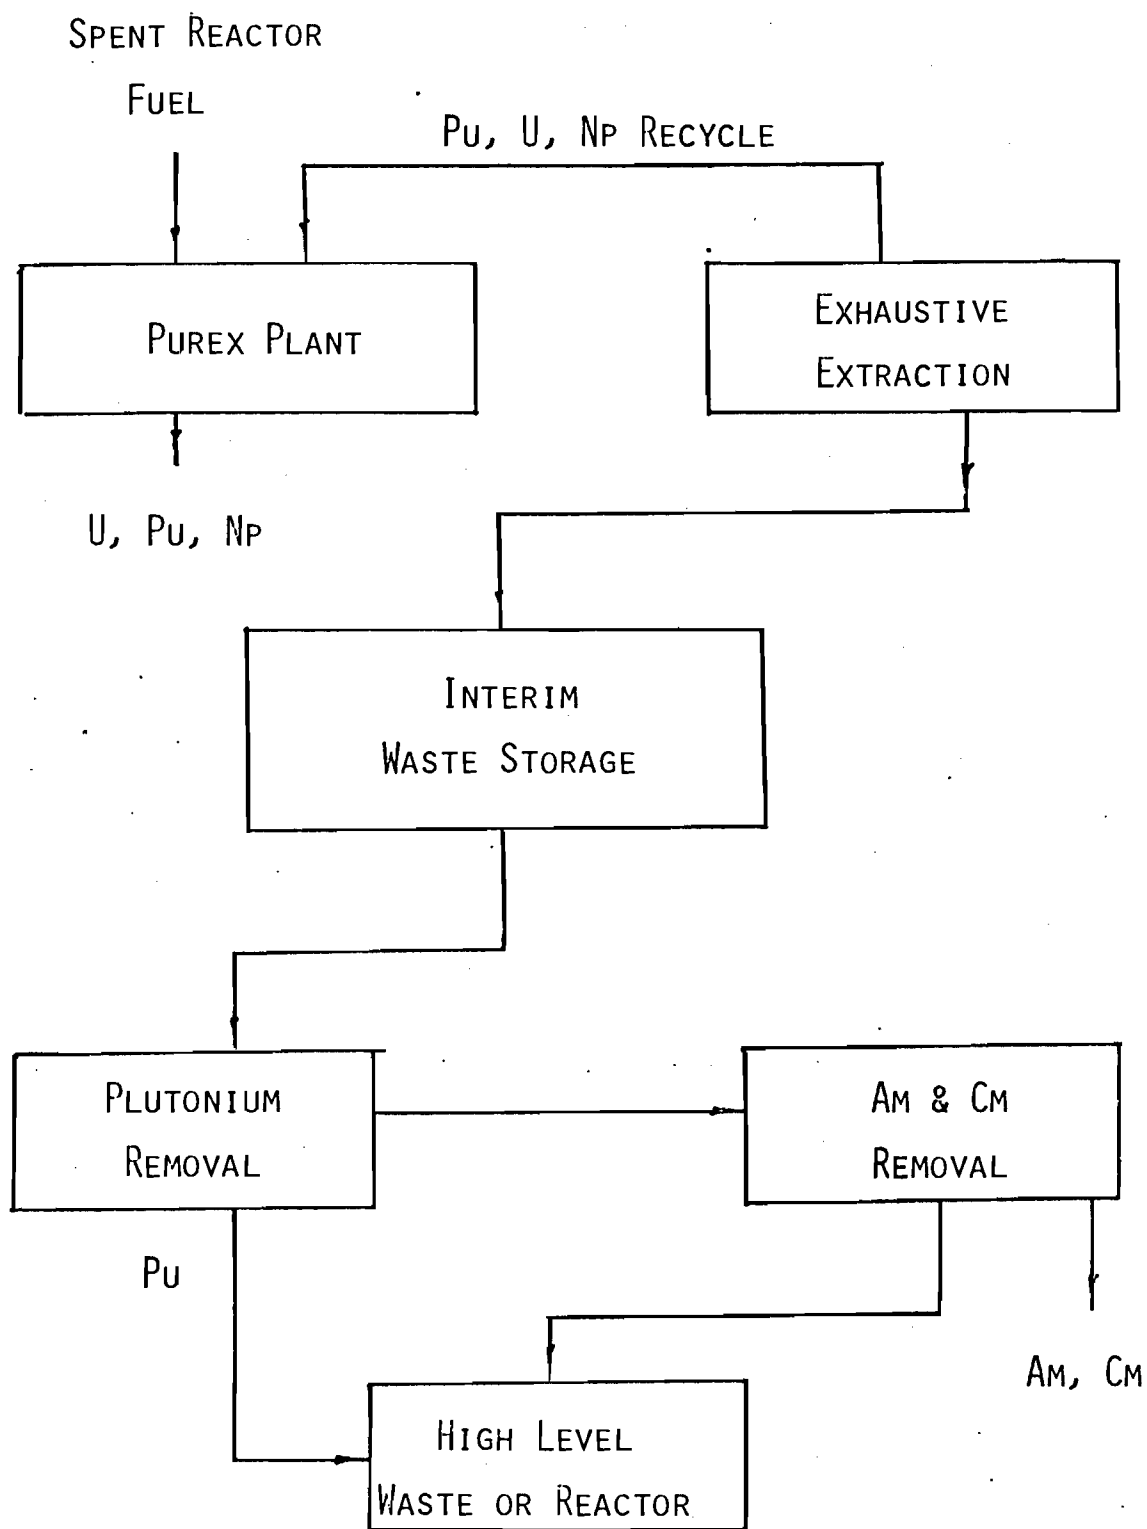 SPENT REACTOR
FUEL
PU, U, NP RECYCLE
PUREX PLANT
EXHAUSTIVE
EXTRACTION
U, PU, NP
INTERIM
WASTE STORAGE
PLUTONIUM
REMOVAL
AM & CM
REMOVAL
PU
AM, CM
HIGH LEVEL
WASTE OR REACTOR